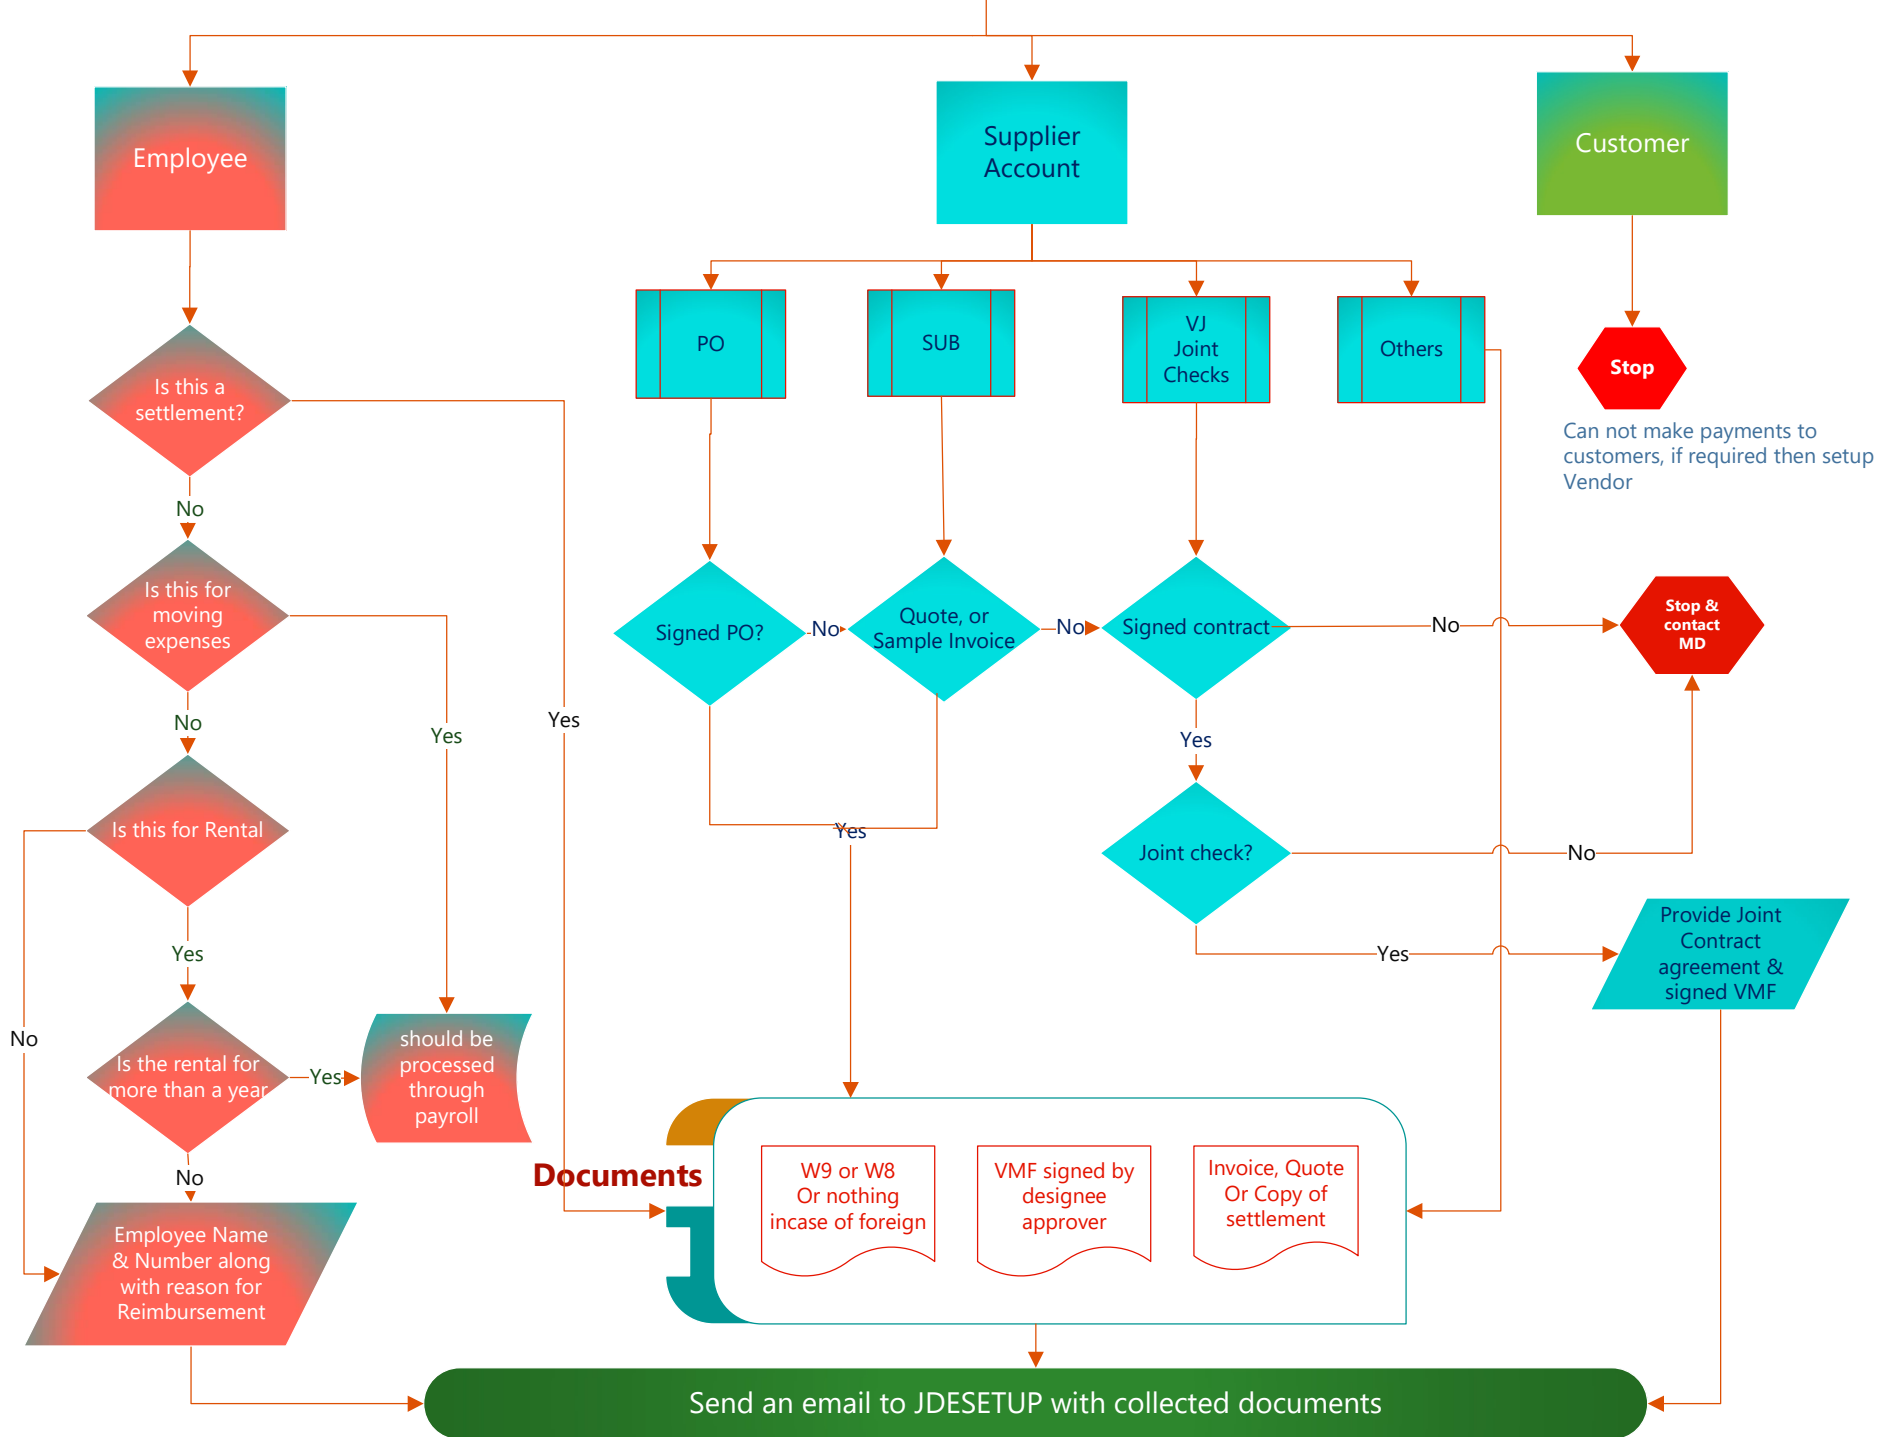 Employee
Supplier
Account
Customer
PO
SUB
VJ
Joint
Checks
Others
Stop
Can not make payments to
customers, if required then setup
Vendor
Is this a
settlement?
No
Is this for
moving
expenses
Signed PO?
No
Quote, or
Sample Invoice
No
Signed contract
No
Stop &
contact
MD
No
Yes
Yes
Yes
Is this for Rental
Yes
Joint check?
No
Yes
Yes
Provide Joint
Contract
agreement &
signed VMF
No
Is the rental for
more than a year
Yes
should be
processed
through
payroll
No
Documents
W9 or W8
Or nothing
incase of foreign
VMF signed by
designee
approver
Invoice, Quote
Or Copy of
settlement
Employee Name
& Number along
with reason for
Reimbursement
Send an email to JDESETUP with collected documents